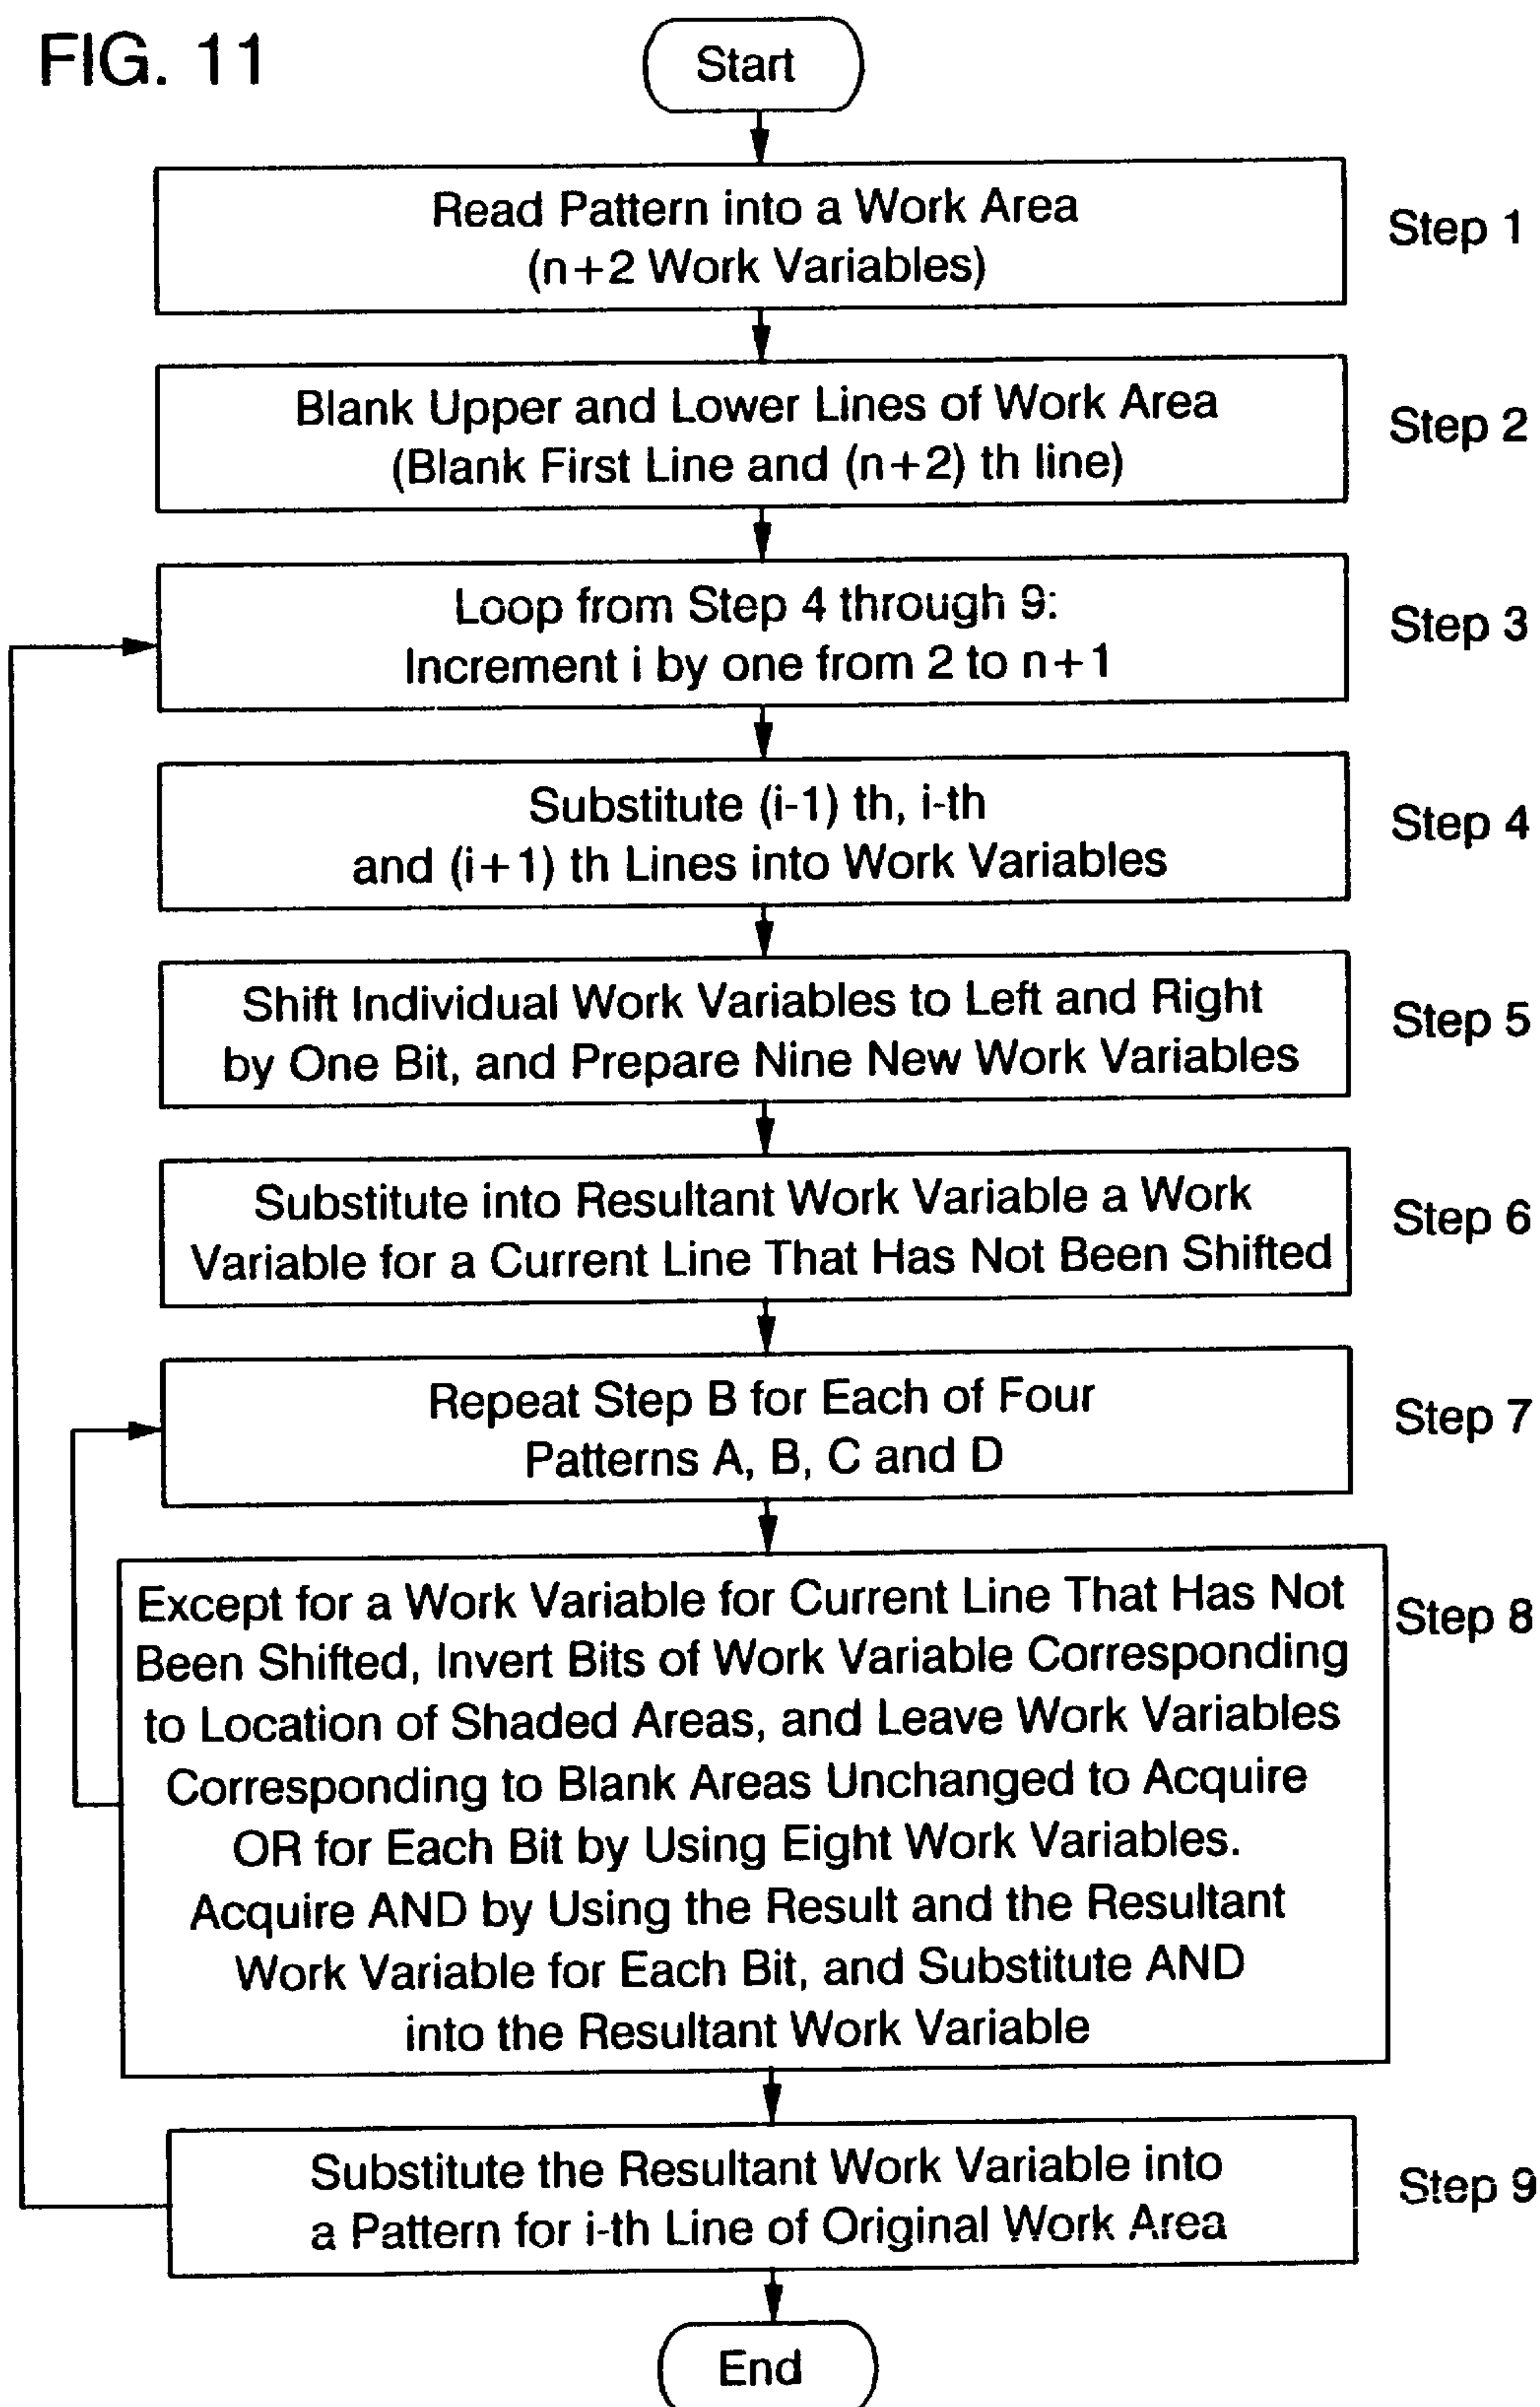 FIG. 11
Start
Read Pattern into a Work Area
(n+2 Work Variables)
Step 1
Blank Upper and Lower Lines of Work Area
(Blank First Line and (n+2) th line)
Step 2
Loop from Step 4 through 9:
Increment i by one from 2 to n+1
Step 3
Substitute (i-1) th, i-th
and (i+1) th Lines into Work Variables
Step 4
Shift Individual Work Variables to Left and Right
by One Bit, and Prepare Nine New Work Variables
Step 5
Substitute into Resultant Work Variable a Work
Variable for a Current Line That Has Not Been Shifted
Step 6
Repeat Step B for Each of Four
Patterns A, B, C and D
Step 7
Except for a Work Variable for Current Line That Has Not
Been Shifted, Invert Bits of Work Variable Corresponding
to Location of Shaded Areas, and Leave Work Variables
Corresponding to Blank Areas Unchanged to Acquire
OR for Each Bit by Using Eight Work Variables.
Acquire AND by Using the Result and the Resultant
Work Variable for Each Bit, and Substitute AND
into the Resultant Work Variable
Step 8
Substitute the Resultant Work Variable into
a Pattern for i-th Line of Original Work Area
Step 9
End